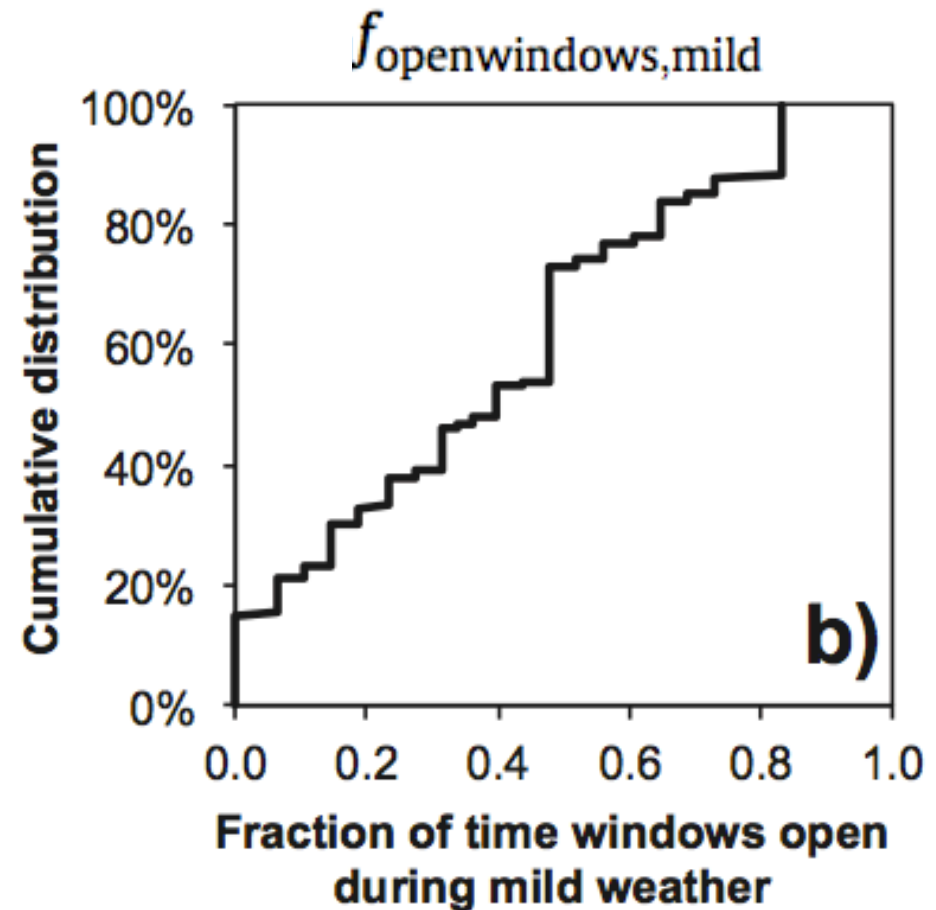 fopenwindows,mild
100%
80%
60%
40%
20%
0%
Cumulative distribution
b)
0.0 0.2 0.4 0.6 0.8 1.0
Fraction of time windows open
during mild weather